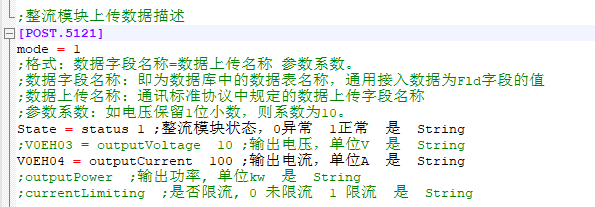 ;整流模块上传数据描述
[POST.5121]
mode = 1
;格式：数据字段名称=数据上传名称 参数系数。
;数据字段名称：即为数据库中的数据表名称，通用接入数据为Fld字段的值
;数据上传名称：通讯标准协议中规定的数据上传字段名称
;参数系数：如电压保留1位小数，则系数为10。
State = status 1 ;整流模块状态，0异常 1正常 是 String
;V0EH03 = outputVoltage 10 ;输出电压，单位V 是 String
V0EH04 = outputCurrent 100 ;输出电流，单位A 是 String
;outputPower ;输出功率, 单位kw 是 String
;currentLimiting ;是否限流, 0 未限流 1 限流 是 String